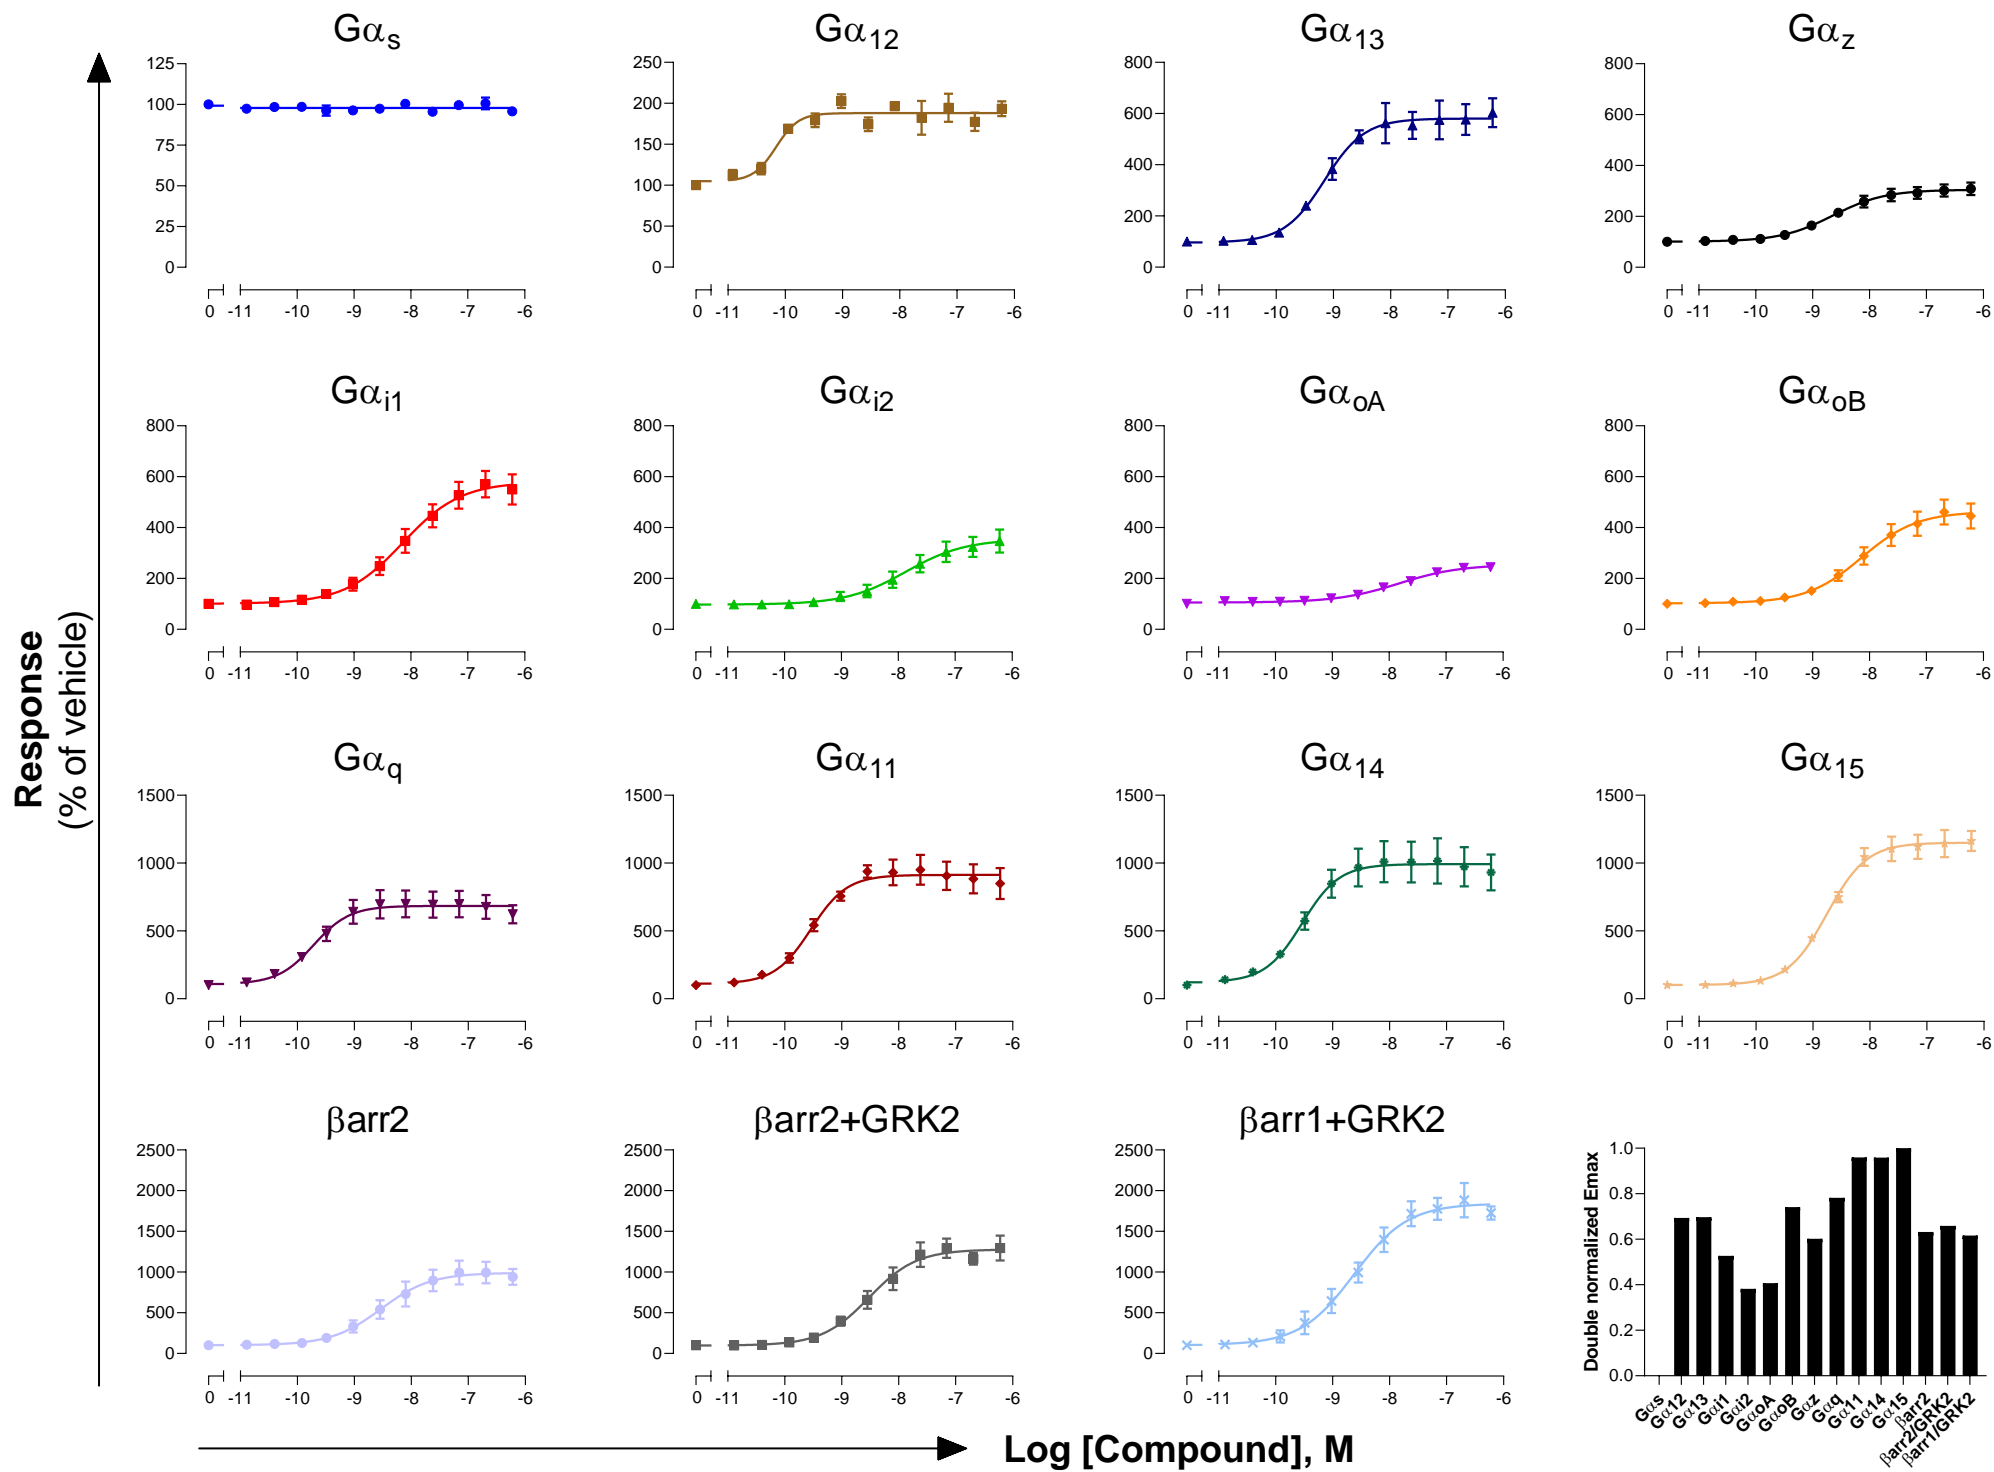 Response
(% of vehicle)
Gαs
125
100
75
50
25
0
0 -11 -10 -9 -8 -7 -6
Gα12
250
200
150
100
50
0
0 -11 -10 -9 -8 -7 -6
Gα13
800
600
400
200
0
0 -11 -10 -9 -8 -7 -6
Gαz
800
600
400
200
0
0 -11 -10 -9 -8 -7 -6
Gαi1
800
600
400
200
0
0 -11 -10 -9 -8 -7 -6
Gαi2
800
600
400
200
0
0 -11 -10 -9 -8 -7 -6
GαoA
800
600
400
200
0
0 -11 -10 -9 -8 -7 -6
GαoB
800
600
400
200
0
0 -11 -10 -9 -8 -7 -6
Gαq
1500
1000
500
0
0 -11 -10 -9 -8 -7 -6
Gα11
1500
1000
500
0
0 -11 -10 -9 -8 -7 -6
Gα14
1500
1000
500
0
0 -11 -10 -9 -8 -7 -6
Gα15
1500
1000
500
0
0 -11 -10 -9 -8 -7 -6
βarr2
2500
2000
1500
1000
500
0
0 -11 -10 -9 -8 -7 -6
βarr2+GRK2
2500
2000
1500
1000
500
0
0 -11 -10 -9 -8 -7 -6
βarr1+GRK2
2500
2000
1500
1000
500
0
0 -11 -10 -9 -8 -7 -6
Double normalized Emax
1.0
0.8
0.6
0.4
0.2
0.0
Gαs
Gα12
Gα13
Gαi1
Gαi2
GαoA
GαoB
Gαz
Gαq
Gα11
Gα14
Gα15
βarr2
βarr2/GRK2
βarr1/GRK2
Log [Compound], M